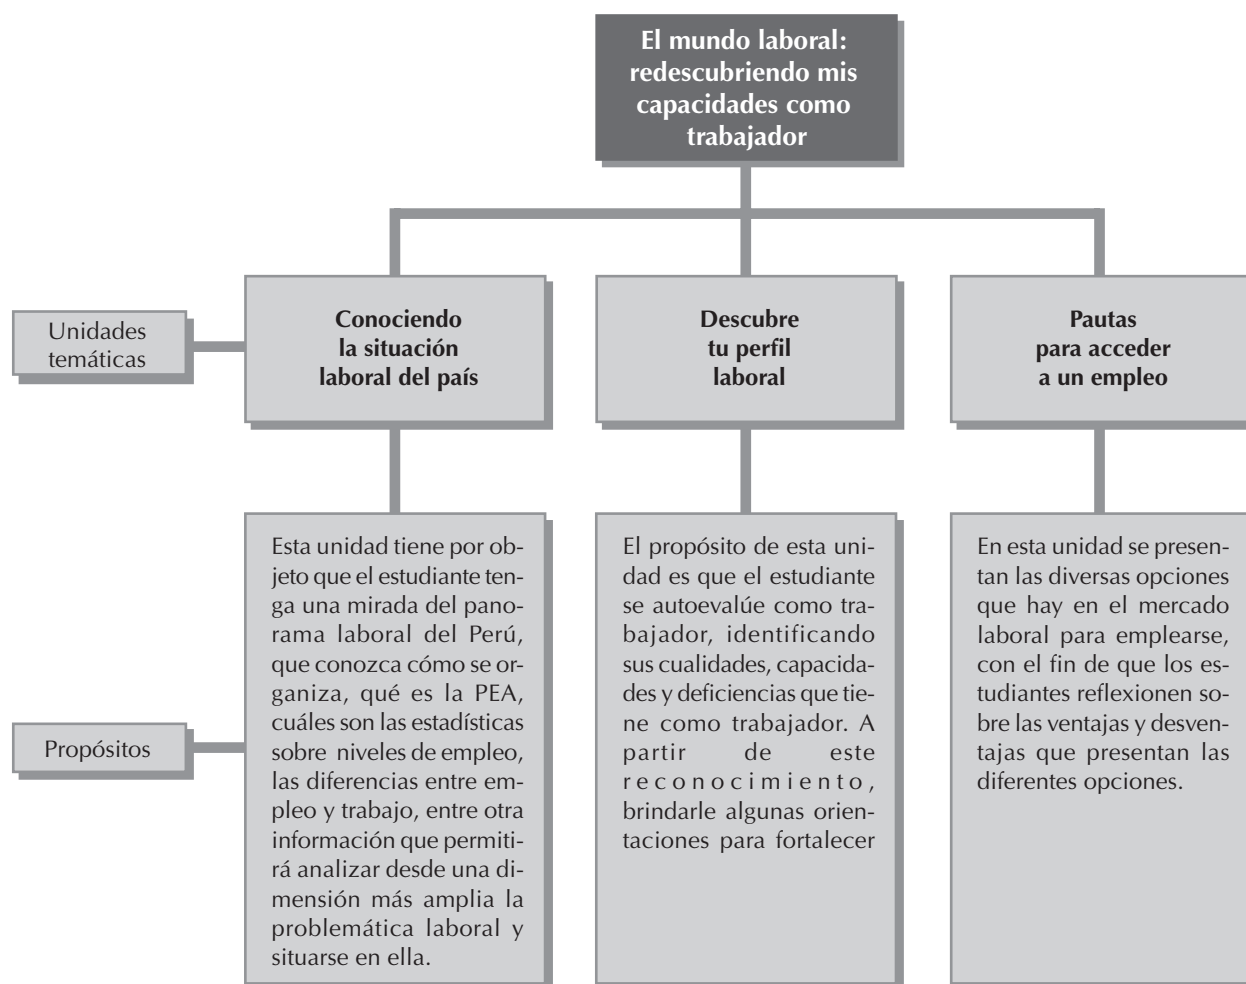 El mundo laboral:
redescubriendo mis
capacidades como
trabajador
Unidades
temáticas
Conociendo
la situación
laboral del país
Descubre
tu perfil
laboral
Pautas
para acceder
a un empleo
Propósitos
Esta unidad tiene por ob-
jeto que el estudiante ten-
ga una mirada del pano-
rama laboral del Perú,
que conozca cómo se or-
ganiza, qué es la PEA,
cuáles son las estadísticas
sobre niveles de empleo,
las diferencias entre em-
pleo y trabajo, entre otra
información que permiti-
rá analizar desde una di-
mensión más amplia la
problemática laboral y
situarse en ella.
El propósito de esta uni-
dad es que el estudiante
se autoevalúe como tra-
bajador, identificando
sus cualidades, capacida-
des y deficiencias que tie-
ne como trabajador. A
partir de este
reconocimiento,
brindarle algunas orien-
taciones para fortalecer
En esta unidad se presen-
tan las diversas opciones
que hay en el mercado
laboral para emplearse,
con el fin de que los es-
tudiantes reflexionen so-
bre las ventajas y desven-
tajas que presentan las
diferentes opciones.